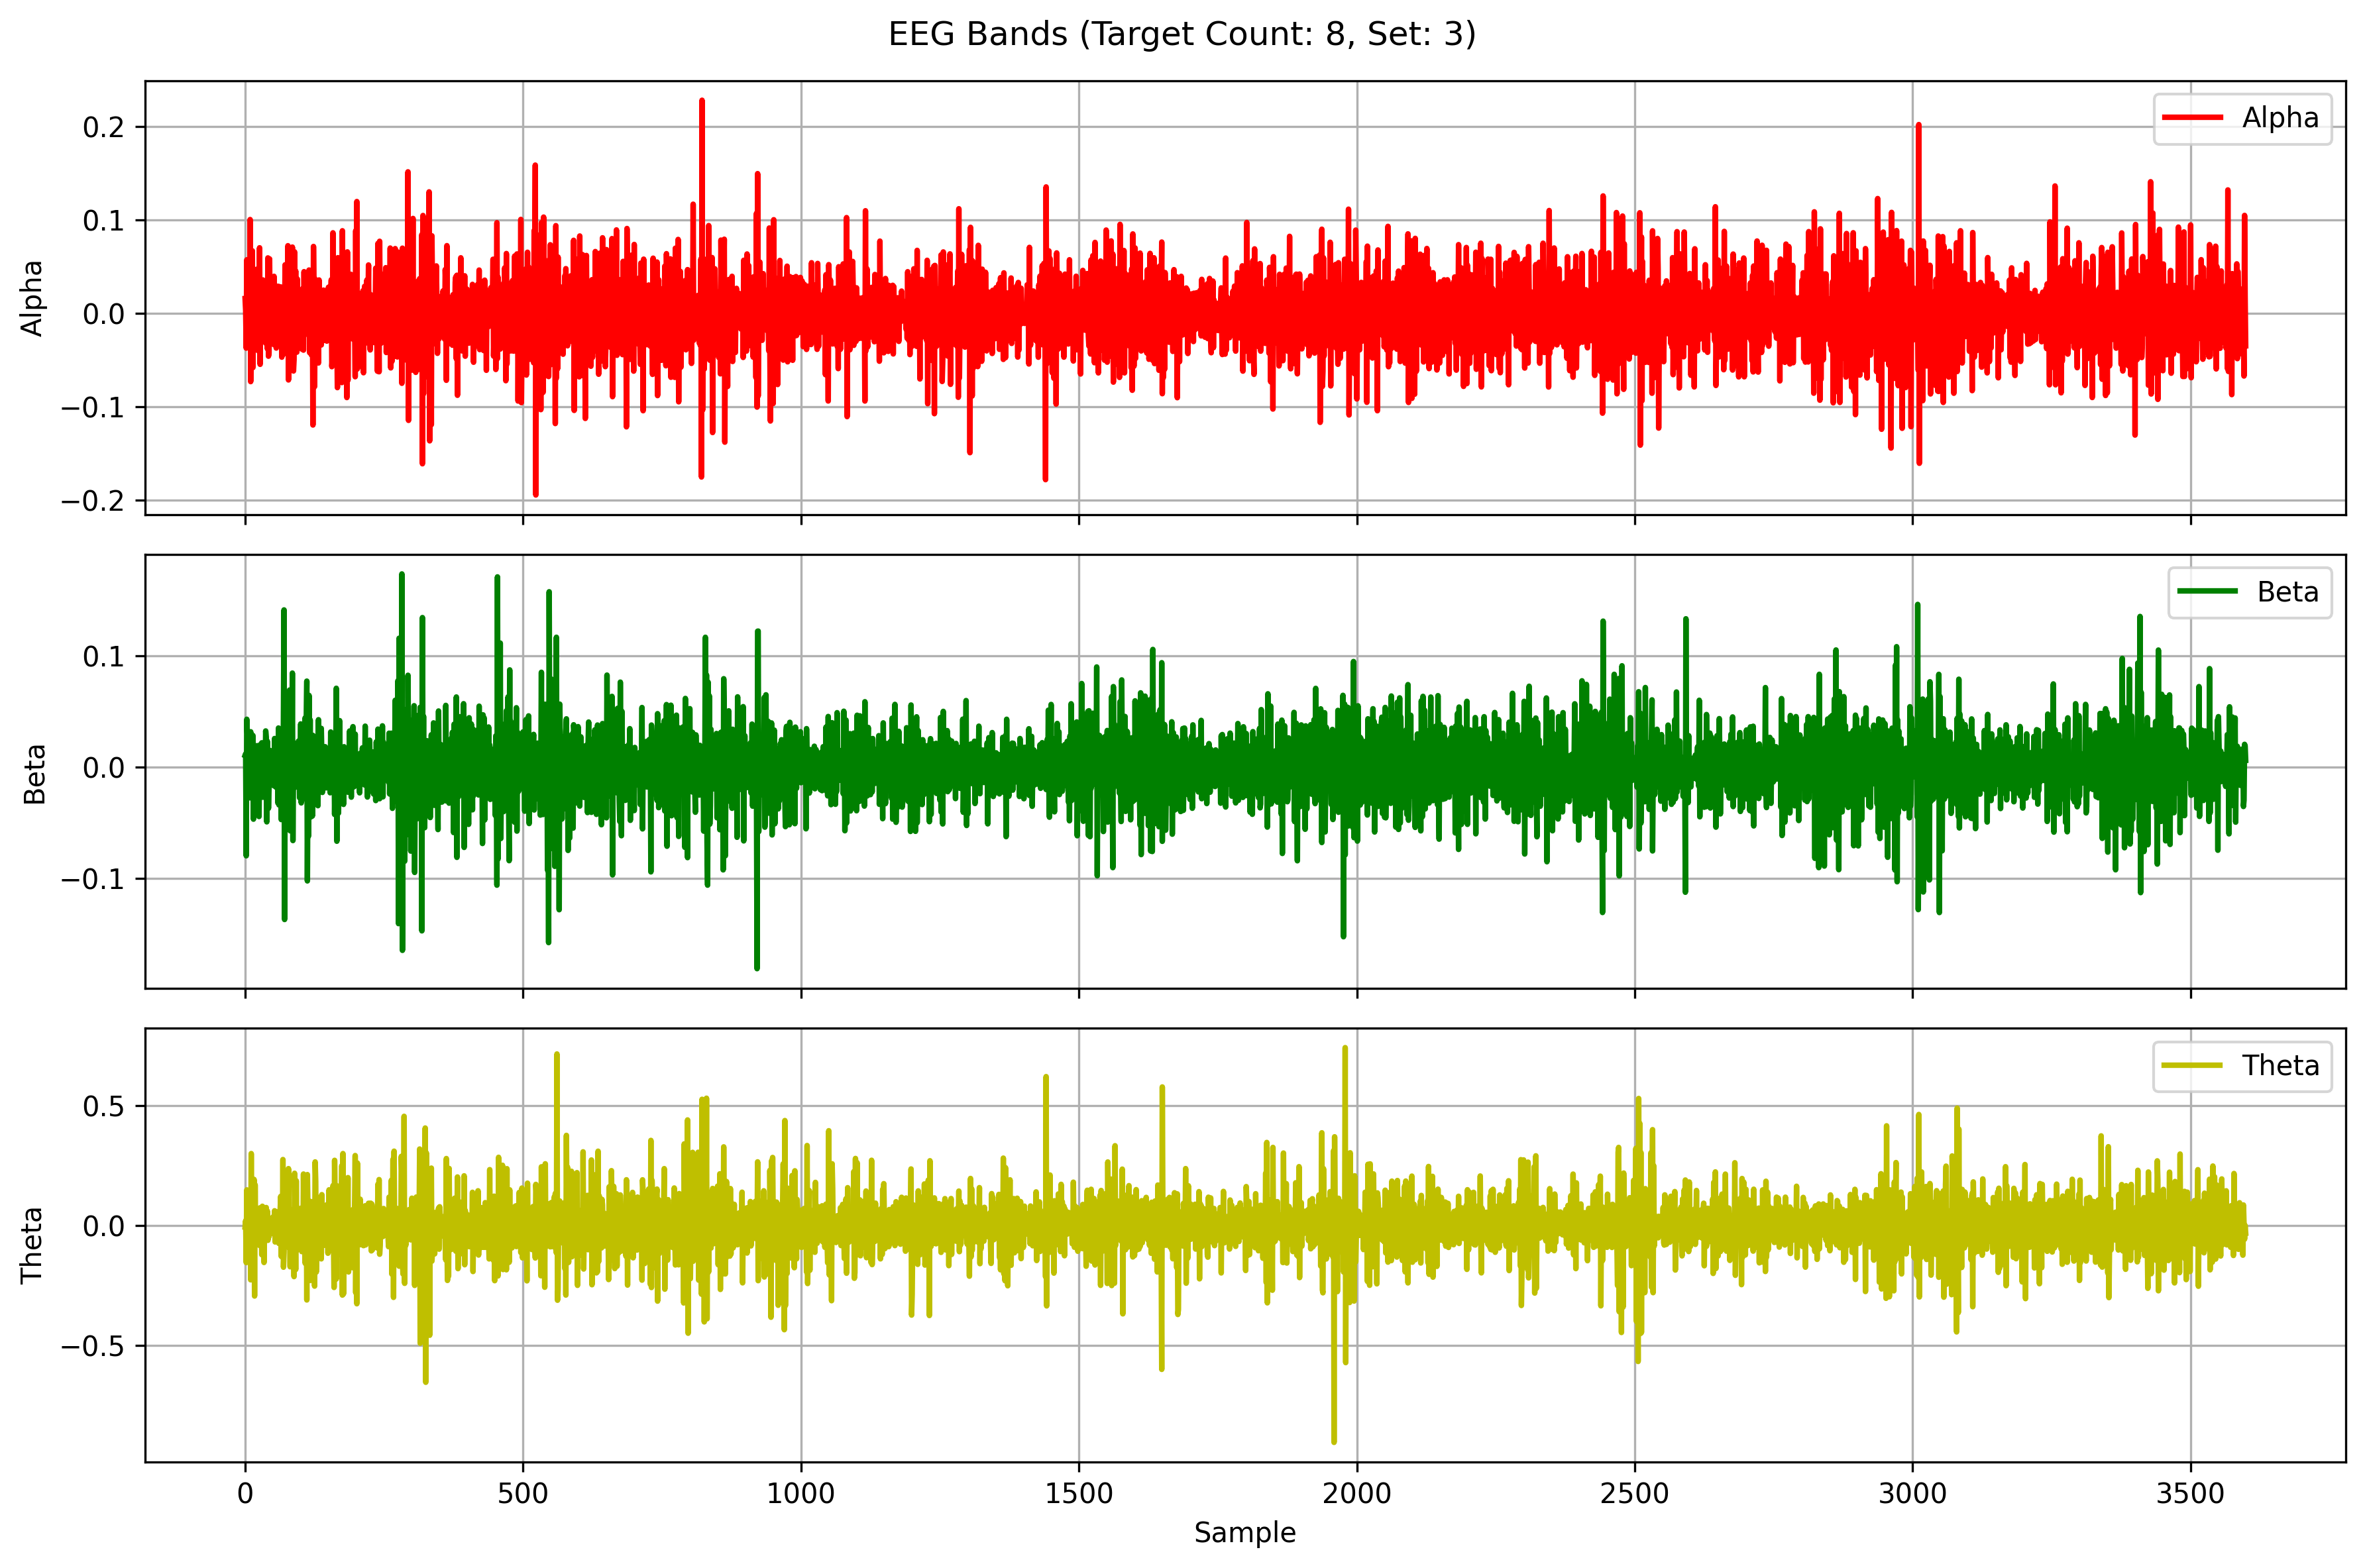 EEG Bands (Target Count: 8, Set: 3)
Alpha
0.2
0.1
0.0
−0.1
−0.2
Alpha
Beta
0.1
0.0
−0.1
Beta
Theta
0.5
0.0
−0.5
Theta
0 500 1000 1500 2000 2500 3000 3500
Sample